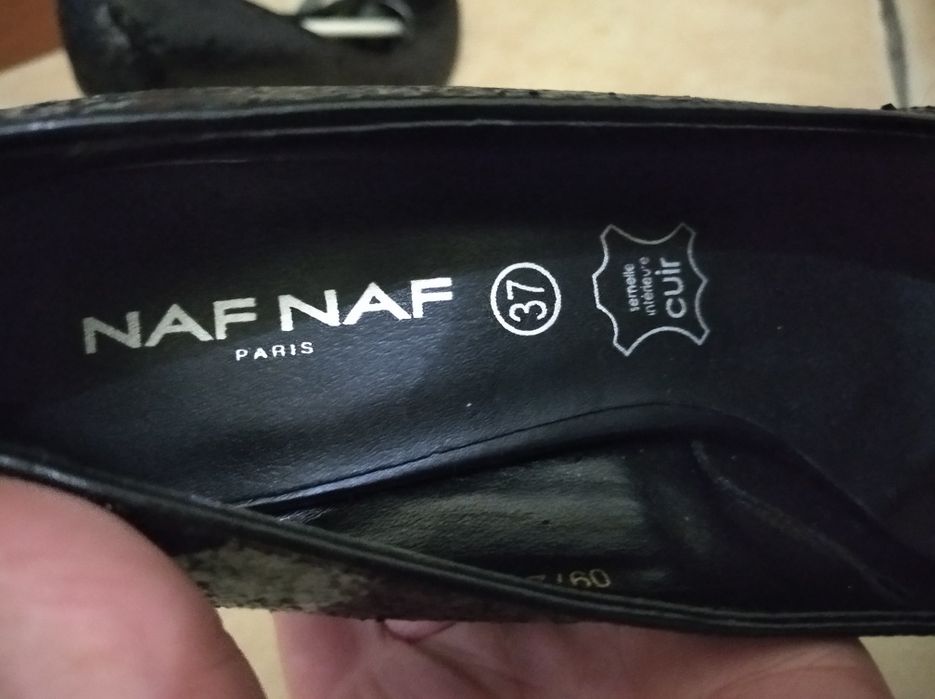 NAF NAF
PARIS
37
semelle
intérieure
cuir